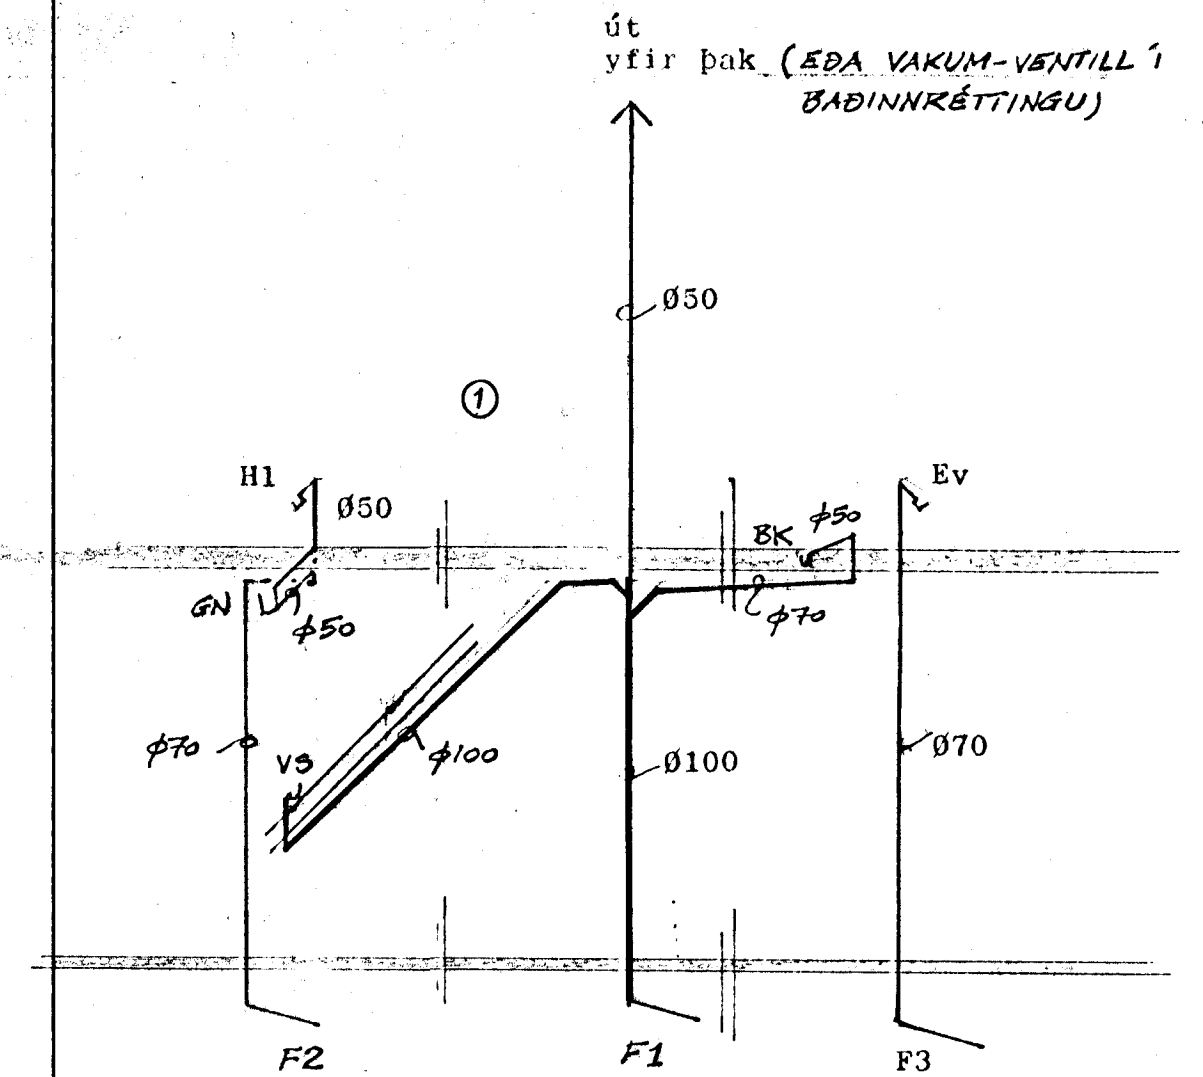 út
yfir þak (EÐA VAKUM-VENTILL Í
BAÐINNRÉTTINGU)
Ø50
1
H1
Ø50
Ev
BK φ50
GN
φ50
φ70
φ70
VS
φ100
Ø100
Ø70
F2
F1
F3